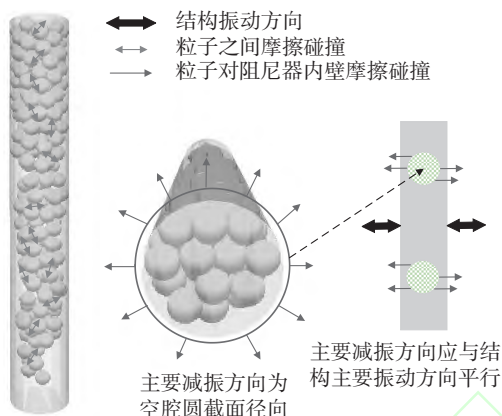 结构振动方向
粒子之间摩擦碰撞
粒子对阻尼器内壁摩擦碰撞
主要减振方向为
空腔圆截面径向
主要减振方向应与结
构主要振动方向平行